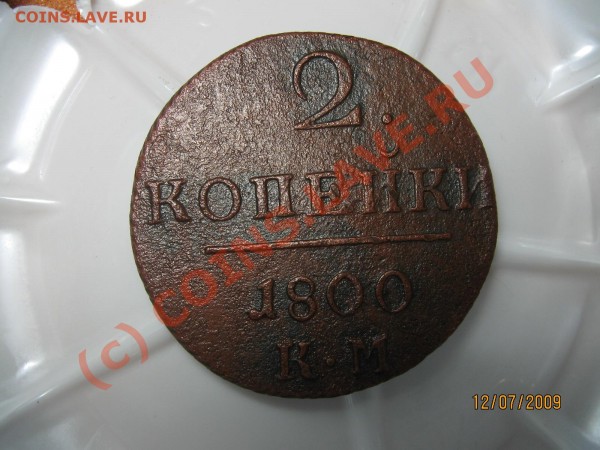 COINS.LAVE.RU
2.
КОПЕЙКИ
1800
К·М
(c) COINS.LAVE.RU
12/07/2009